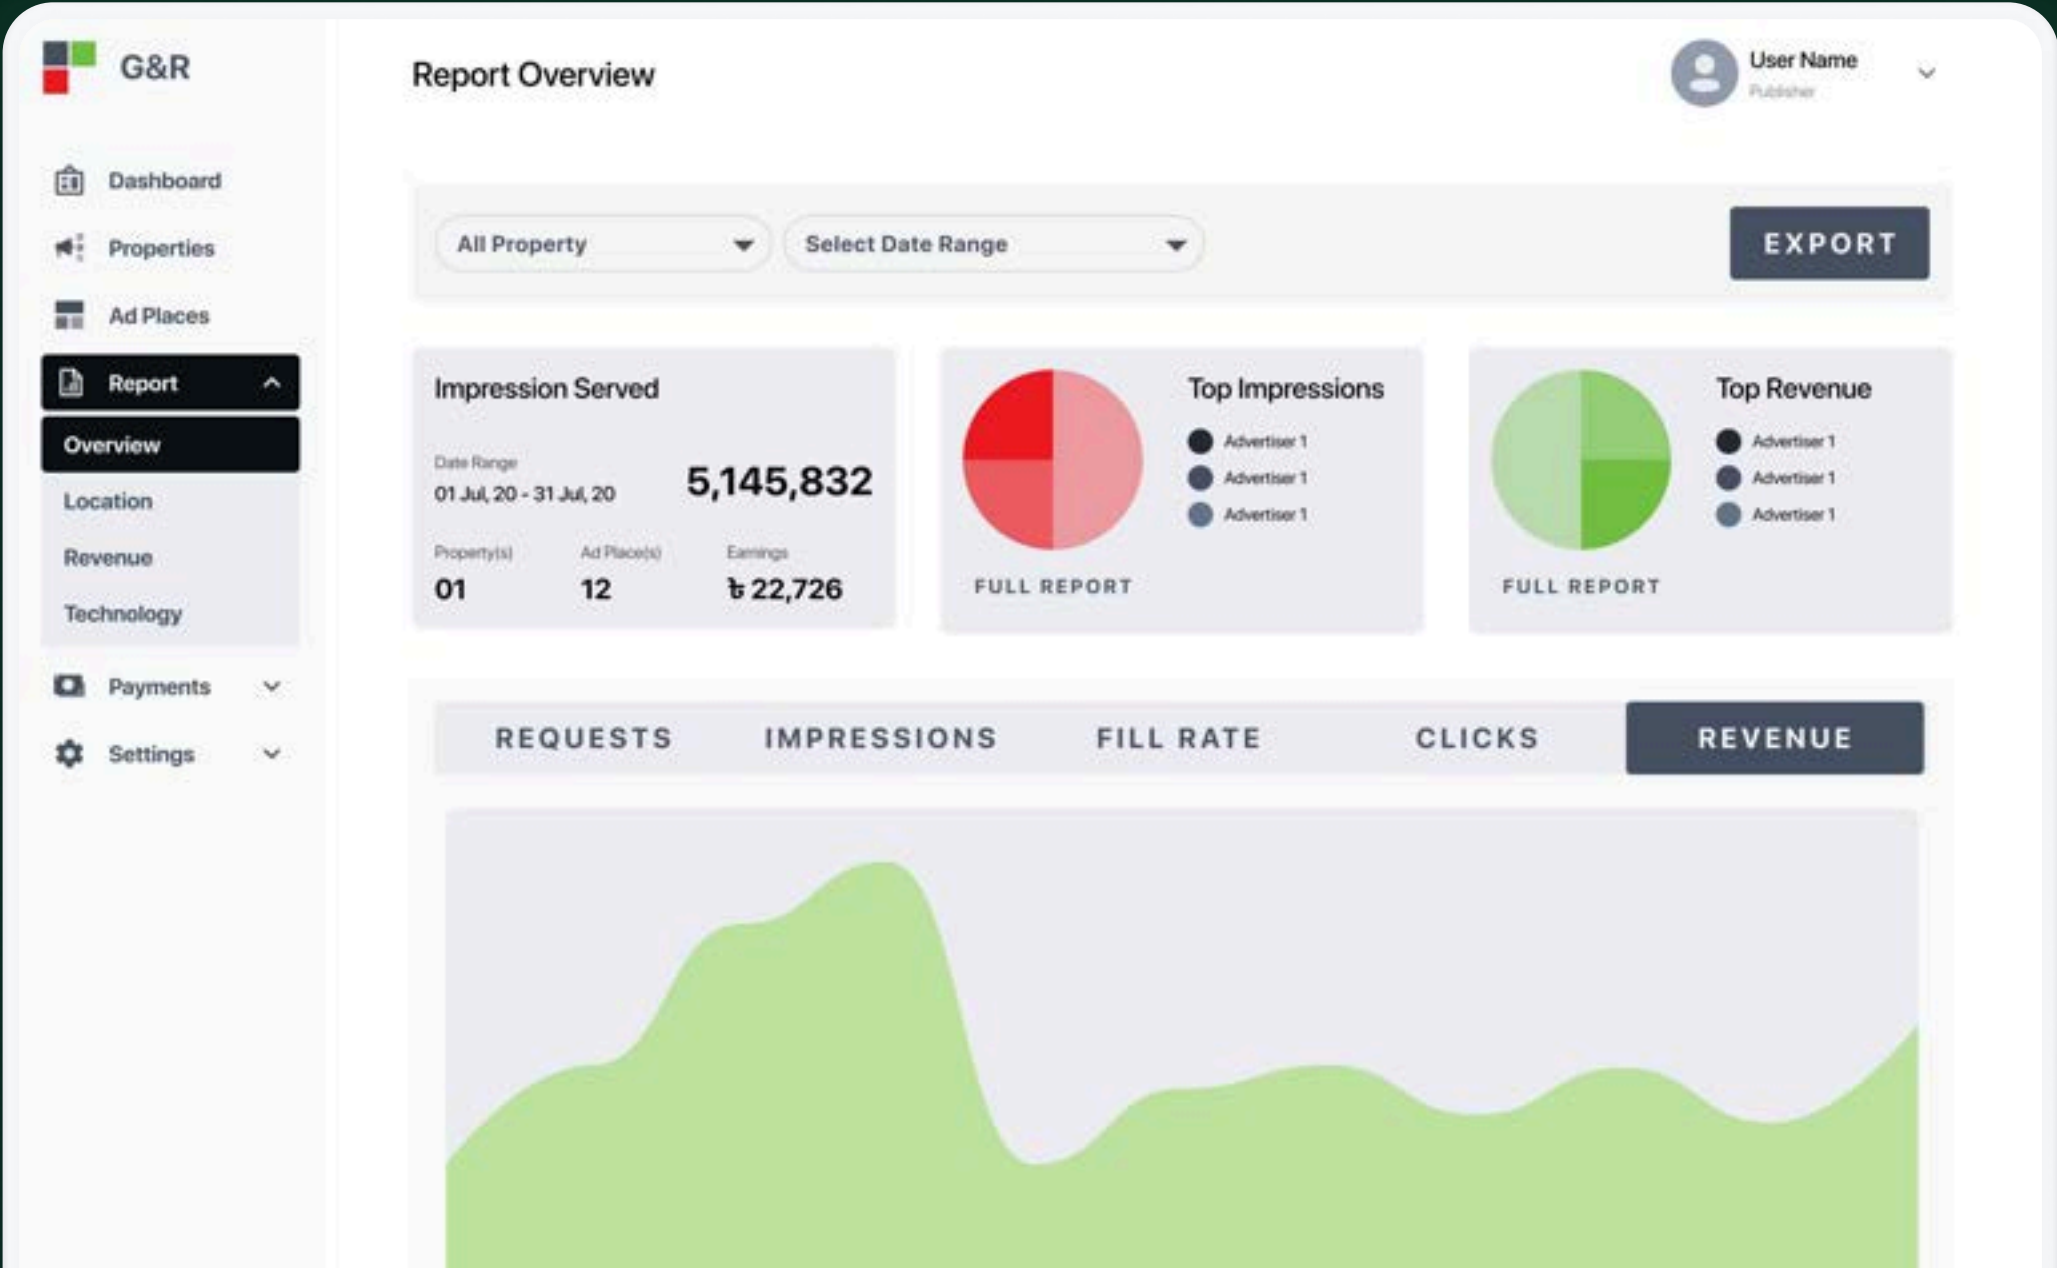 G&R
Dashboard
Properties
Ad Places
Report
Overview
Location
Revenue
Technology
Payments
Settings
Report Overview
User Name
Publisher
All Property
Select Date Range
EXPORT
Impression Served
Date Range
01 Jul, 20 - 31 Jul, 20
5,145,832
Property(s) Ad Place(s) Earnings
01 12 ৳ 22,726
Top Impressions
Advertiser 1
Advertiser 1
Advertiser 1
FULL REPORT
Top Revenue
Advertiser 1
Advertiser 1
Advertiser 1
FULL REPORT
REQUESTS IMPRESSIONS FILL RATE CLICKS REVENUE